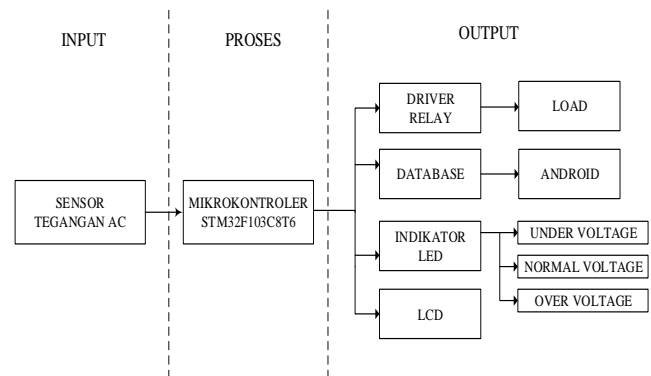 INPUT
PROSES
OUTPUT
SENSOR
TEGANGAN AC
MIKROKONTROLER
STM32F103C8T6
DRIVER
RELAY
LOAD
DATABASE
ANDROID
INDIKATOR
LED
UNDER VOLTAGE
NORMAL VOLTAGE
OVER VOLTAGE
LCD